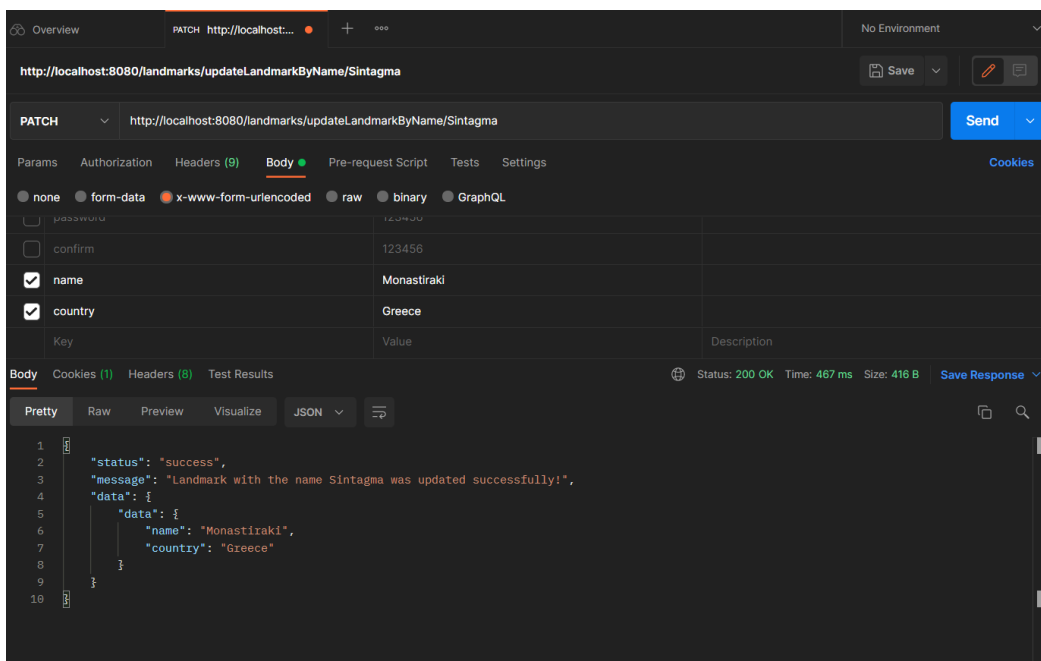 Overview PATCH http://localhost:... No Environment
http://localhost:8080/landmarks/updateLandmarkByName/Sintagma Save
PATCH http://localhost:8080/landmarks/updateLandmarkByName/Sintagma Send
Params Authorization Headers (9) Body Pre-request Script Tests Settings Cookies
none form-data x-www-form-urlencoded raw binary GraphQL
password 123456
confirm 123456
name Monastiraki
country Greece
Key Value Description
Body Cookies (1) Headers (8) Test Results Status: 200 OK Time: 467 ms Size: 416 B Save Response
Pretty Raw Preview Visualize JSON
1 {
2 "status": "success",
3 "message": "Landmark with the name Sintagma was updated successfully!",
4 "data": {
5 "data": {
6 "name": "Monastiraki",
7 "country": "Greece"
8 }
9 }
10 }